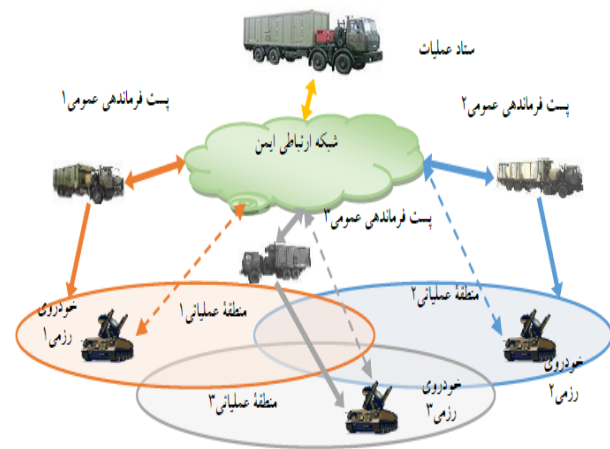 ستاد عملیات
پست فرماندهی عمومی۱
پست فرماندهی عمومی۲
شبکه ارتباطی ایمن
پست فرماندهی عمومی۳
منطقهٔ عملیاتی۱
منطقهٔ عملیاتی۲
خودروی
رزمی۱
خودروی
رزمی۲
خودروی
رزمی۳
منطقهٔ عملیاتی۳